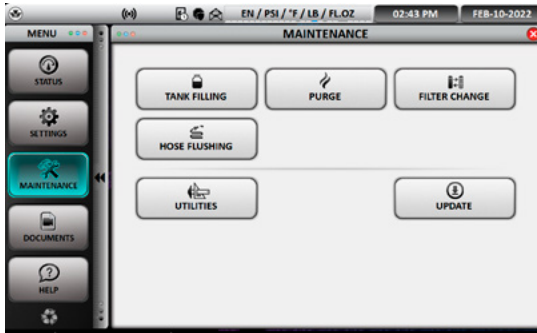 EN / PSI / °F / LB / FL.OZ 02:43 PM FEB-10-2022
MENU
MAINTENANCE
STATUS
SETTINGS
MAINTENANCE
DOCUMENTS
HELP
TANK FILLING PURGE FILTER CHANGE
HOSE FLUSHING
UTILITIES UPDATE